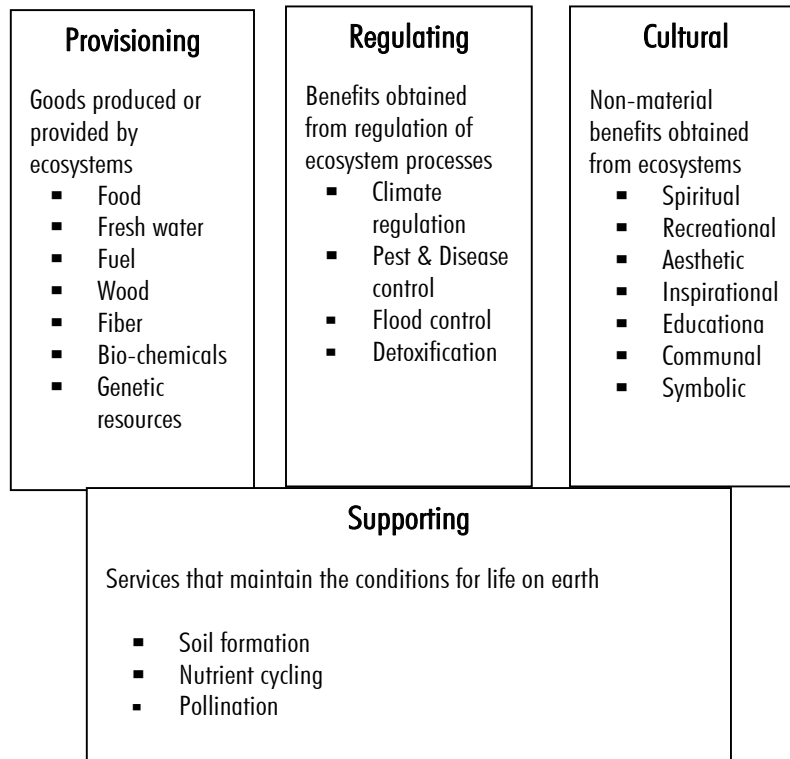 Provisioning
Goods produced or
provided by
ecosystems
▪ Food
▪ Fresh water
▪ Fuel
▪ Wood
▪ Fiber
▪ Bio-chemicals
▪ Genetic
resources
Regulating
Benefits obtained
from regulation of
ecosystem processes
▪ Climate
regulation
▪ Pest & Disease
control
▪ Flood control
▪ Detoxification
Cultural
Non-material
benefits obtained
from ecosystems
▪ Spiritual
▪ Recreational
▪ Aesthetic
▪ Inspirational
▪ Educationa
▪ Communal
▪ Symbolic
Supporting
Services that maintain the conditions for life on earth
▪ Soil formation
▪ Nutrient cycling
▪ Pollination